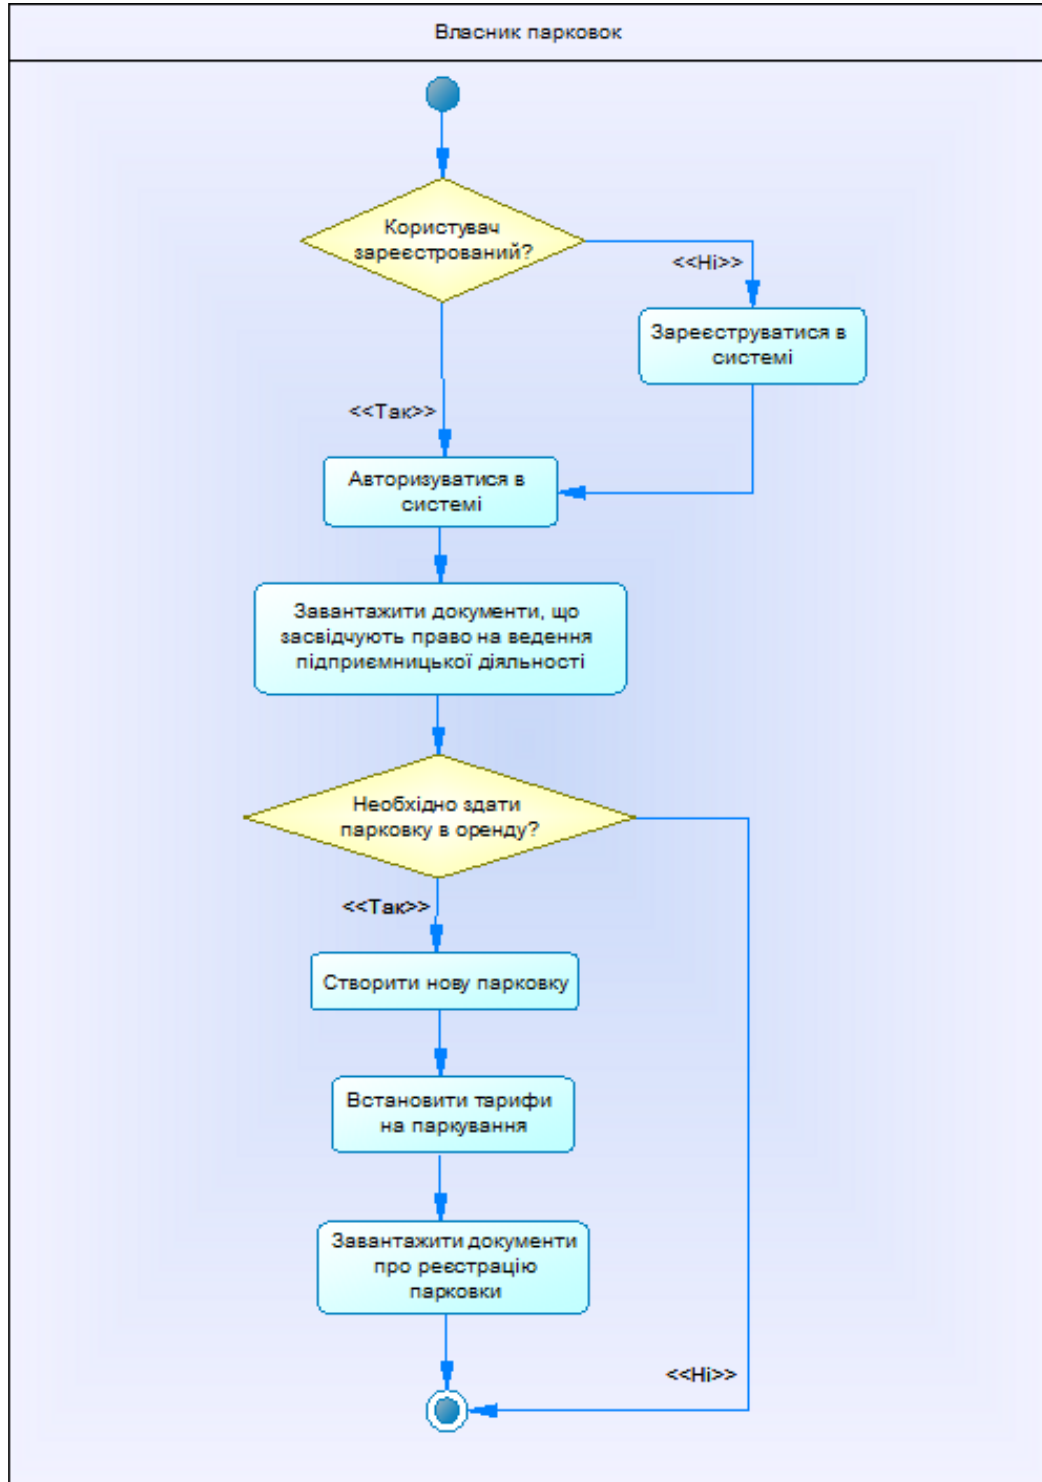 Власник парковок
Користувач
зареєстрований?
<<Ні>>
Зареєструватися в
системі
<<Так>>
Авторизуватися в
системі
Завантажити документи, що
засвідчують право на ведення
підприємницької діяльності
Необхідно здати
парковку в оренду?
<<Так>>
Створити нову парковку
Встановити тарифи
на паркування
Завантажити документи
про реєстрацію
парковки
<<Ні>>